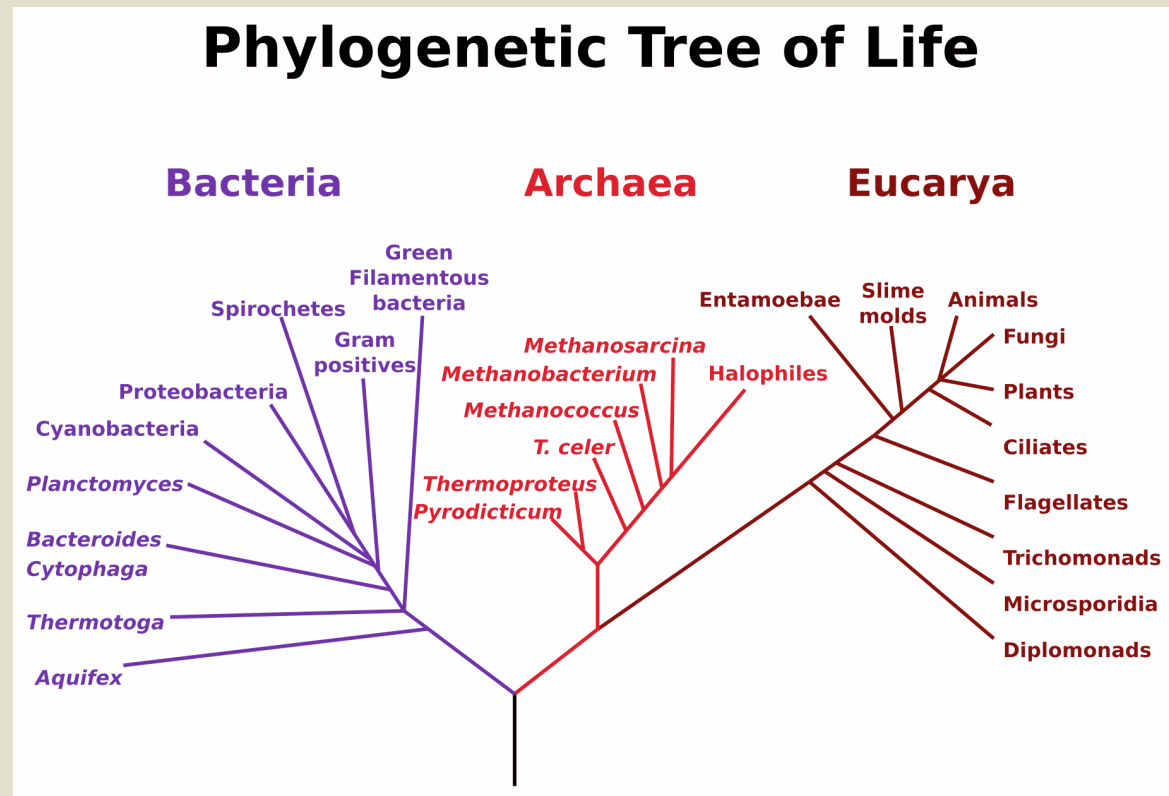 Phylogenetic Tree of Life
Bacteria
Archaea
Eucarya
Green
Filamentous
bacteria
Spirochetes
Gram
positives
Proteobacteria
Cyanobacteria
Planctomyces
Bacteroides
Cytophaga
Thermotoga
Aquifex
Methanosarcina
Methanobacterium
Halophiles
Methanococcus
T. celer
Thermoproteus
Pyrodicticum
Entamoebae
Slime
molds
Animals
Fungi
Plants
Ciliates
Flagellates
Trichomonads
Microsporidia
Diplomonads